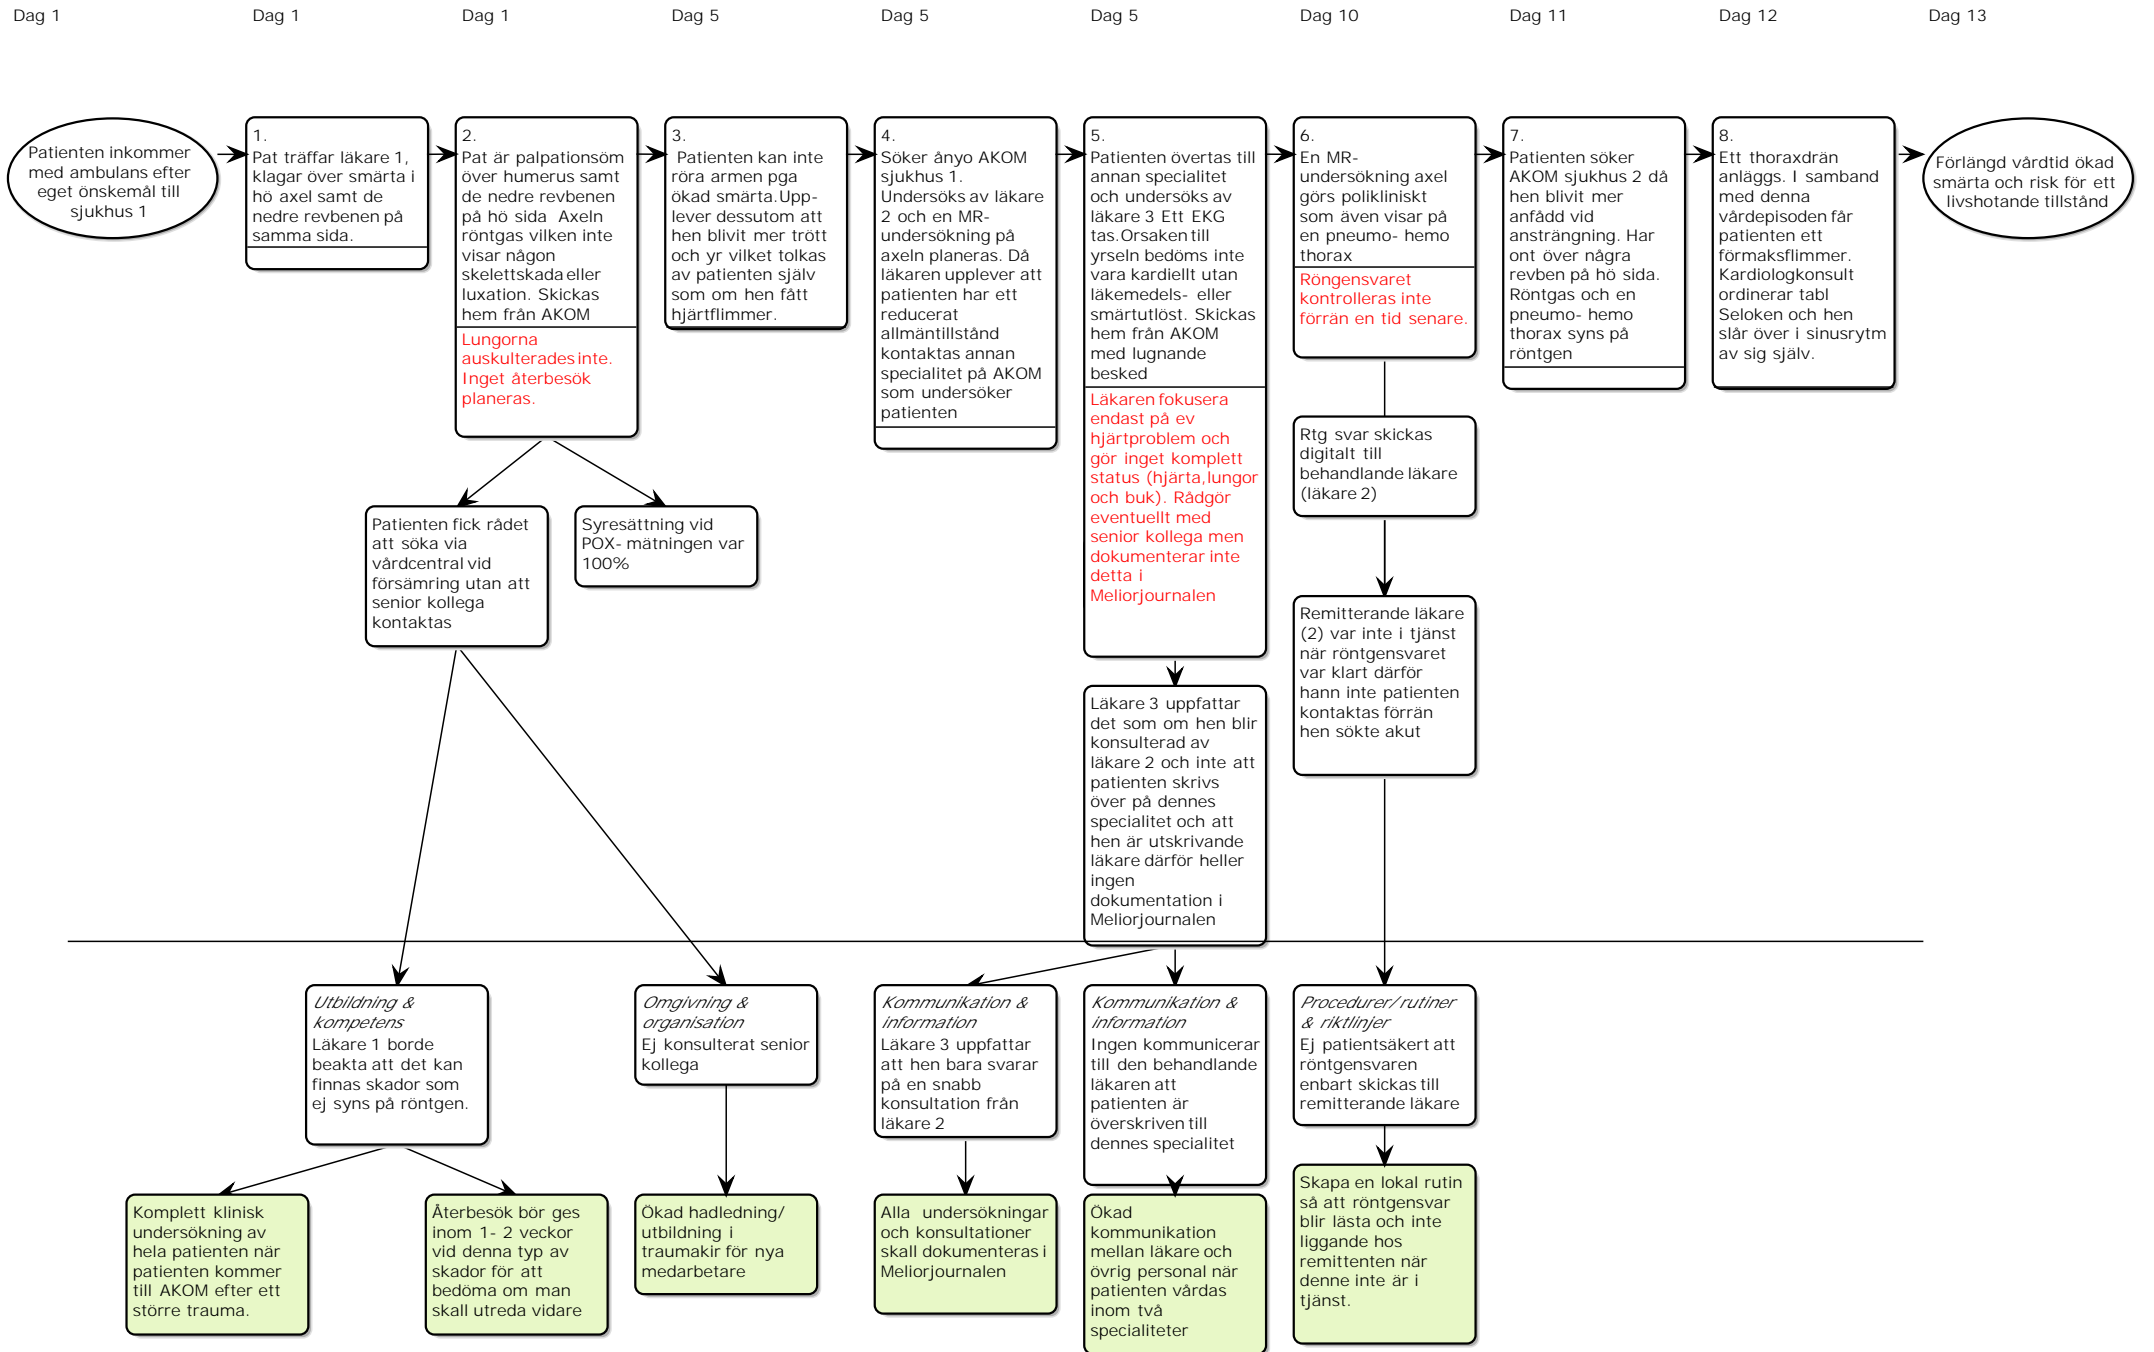 Dag 1
Dag 1
Dag 1
Dag 5
Dag 5
Dag 5
Dag 10
Dag 11
Dag 12
Dag 13
Patienten inkommer
med ambulans efter
eget önskemål till
sjukhus 1
1.
Pat träffar läkare 1,
klagar över smärta i
hö axel samt de
nedre revbenen på
samma sida.
2.
Pat är palpationsöm
över humerus samt
de nedre revbenen
på hö sida Axeln
röntgas vilken inte
visar någon
skelettskada eller
luxation. Skickas
hem från AKOM
Lungorna
auskulterades inte.
Inget återbesök
planeras.
3.
Patienten kan inte
röra armen pga
ökad smärta.Upp-
lever dessutom att
hen blivit mer trött
och yr vilket tolkas
av patienten själv
som om hen fått
hjärtflimmer.
4.
Söker ånyo AKOM
sjukhus 1.
Undersöks av läkare
2 och en MR-
undersökning på
axeln planeras. Då
läkaren upplever att
patienten har ett
reducerat
allmäntillstånd
kontaktas annan
specialitet på AKOM
som undersöker
patienten
5.
Patienten övertas till
annan specialitet
och undersöks av
läkare 3 Ett EKG
tas.Orsaken till
yrseln bedöms inte
vara kardiellt utan
läkemedels- eller
smärtutlöst. Skickas
hem från AKOM
med lugnande
besked
Läkaren fokusera
endast på ev
hjärtproblem och
gör inget komplett
status (hjärta,lungor
och buk). Rådgör
eventuellt med
senior kollega men
dokumenterar inte
detta i
Meliorjournalen
6.
En MR-
undersökning axel
görs polikliniskt
som även visar på
en pneumo- hemo
thorax
Röngensvaret
kontrolleras inte
förrän en tid senare.
7.
Patienten söker
AKOM sjukhus 2 då
hen blivit mer
anfådd vid
ansträngning. Har
ont över några
revben på hö sida.
Röntgas och en
pneumo- hemo
thorax syns på
röntgen
8.
Ett thoraxdrän
anläggs. I samband
med denna
vårdepisoden får
patienten ett
förmaksflimmer.
Kardiologkonsult
ordinerar tabl
Seloken och hen
slår över i sinusrytm
av sig själv.
Förlängd vårdtid ökad
smärta och risk för ett
livshotande tillstånd
Patienten fick rådet
att söka via
vårdcentral vid
försämring utan att
senior kollega
kontaktas
Syresättning vid
POX- mätningen var
100%
Läkare 3 uppfattar
det som om hen blir
konsulterad av
läkare 2 och inte att
patienten skrivs
över på dennes
specialitet och att
hen är utskrivande
läkare därför heller
ingen
dokumentation i
Meliorjournalen
Rtg svar skickas
digitalt till
behandlande läkare
(läkare 2)
Remitterande läkare
(2) var inte i tjänst
när röntgensvaret
var klart därför
hann inte patienten
kontaktas förrän
hen sökte akut
Utbildning &
kompetens
Läkare 1 borde
beakta att det kan
finnas skador som
ej syns på röntgen.
Omgivning &
organisation
Ej konsulterat senior
kollega
Kommunikation &
information
Läkare 3 uppfattar
att hen bara svarar
på en snabb
konsultation från
läkare 2
Kommunikation &
information
Ingen kommunicerar
till den behandlande
läkaren att
patienten är
överskriven till
dennes specialitet
Procedurer/rutiner
& riktlinjer
Ej patientsäkert att
röntgensvaren
enbart skickas till
remitterande läkare
Komplett klinisk
undersökning av
hela patienten när
patienten kommer
till AKOM efter ett
större trauma.
Återbesök bör ges
inom 1- 2 veckor
vid denna typ av
skador för att
bedöma om man
skall utreda vidare
Ökad hadledning/
utbildning i
traumakir för nya
medarbetare
Alla undersökningar
och konsultationer
skall dokumenteras i
Meliorjournalen
Ökad
kommunikation
mellan läkare och
övrig personal när
patienten vårdas
inom två
specialiteter
Skapa en lokal rutin
så att röntgensvar
blir lästa och inte
liggande hos
remittenten när
denne inte är i
tjänst.